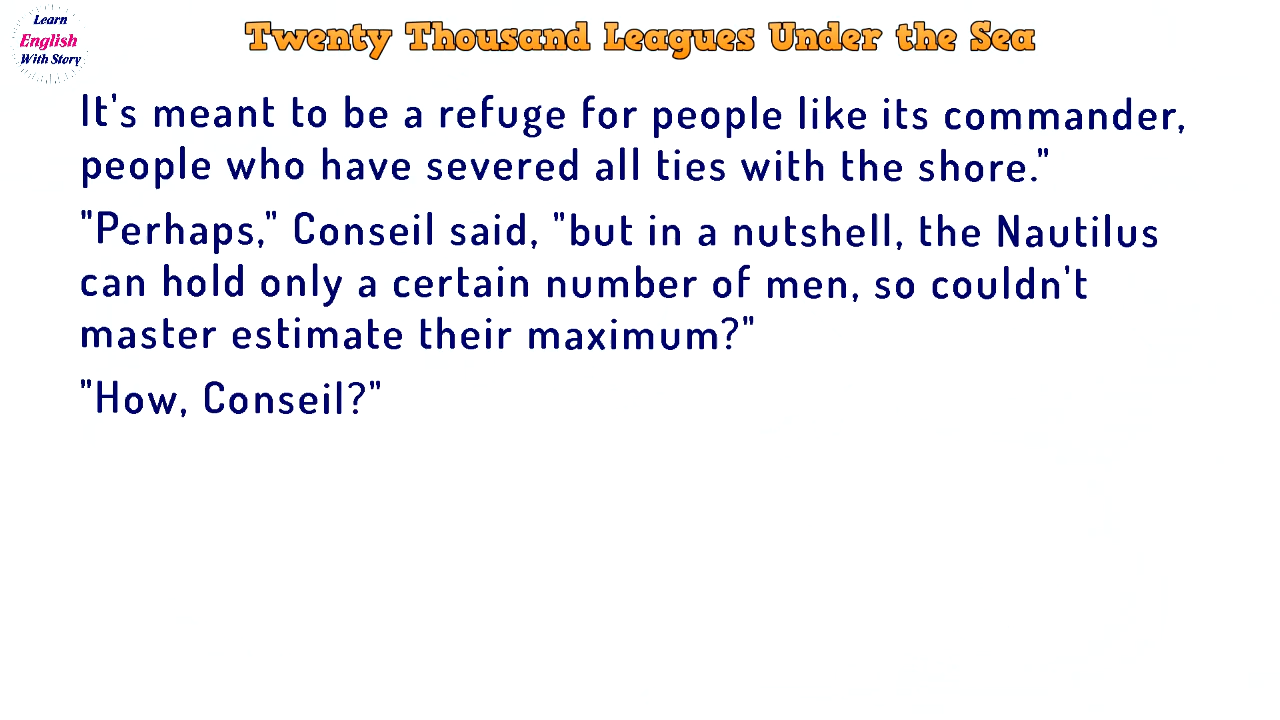 Learn
English
With Story
Twenty Thousand Leagues Under the Sea
It's meant to be a refuge for people like its commander,
people who have severed all ties with the shore."
"Perhaps," Conseil said, "but in a nutshell, the Nautilus
can hold only a certain number of men, so couldn't
master estimate their maximum?"
"How, Conseil?"